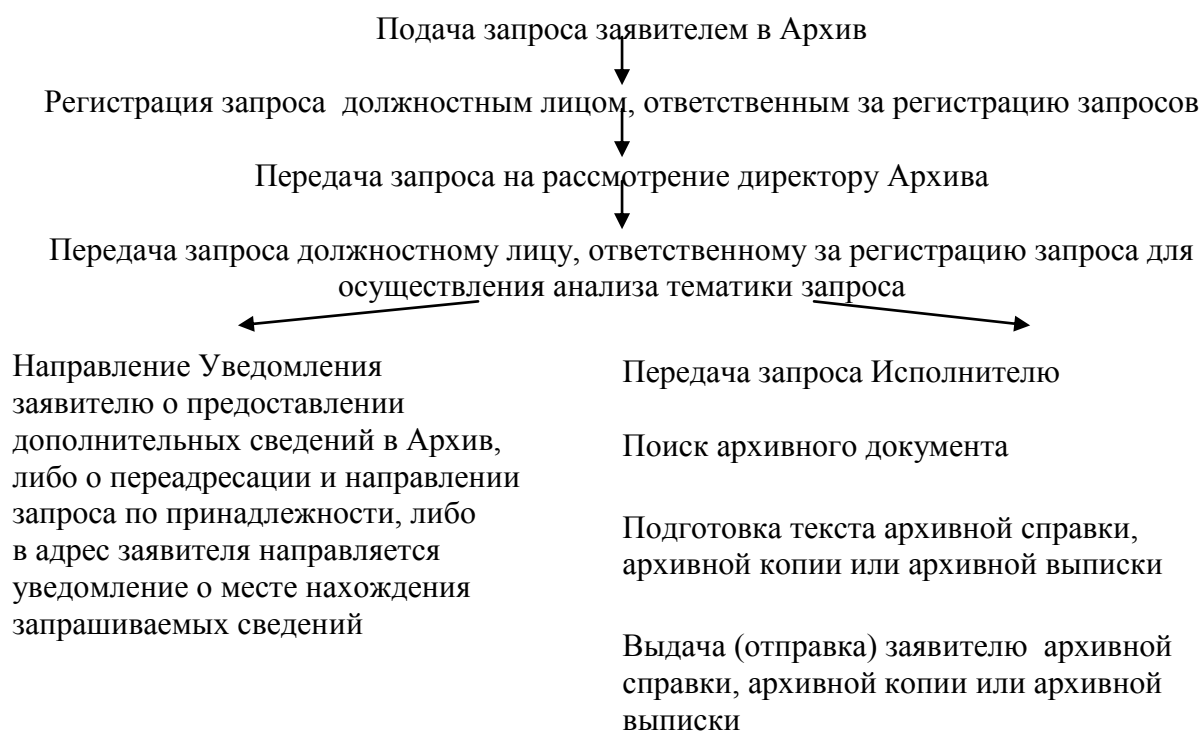 Подача запроса заявителем в Архив
Регистрация запроса должностным лицом, ответственным за регистрацию запросов
Передача запроса на рассмотрение директору Архива
Передача запроса должностному лицу, ответственному за регистрацию запроса для
осуществления анализа тематики запроса
Направление Уведомления
заявителю о предоставлении
дополнительных сведений в Архив,
либо о переадресации и направлении
запроса по принадлежности, либо
в адрес заявителя направляется
уведомление о месте нахождения
запрашиваемых сведений
Передача запроса Исполнителю
Поиск архивного документа
Подготовка текста архивной справки,
архивной копии или архивной выписки
Выдача (отправка) заявителю архивной
справки, архивной копии или архивной
выписки